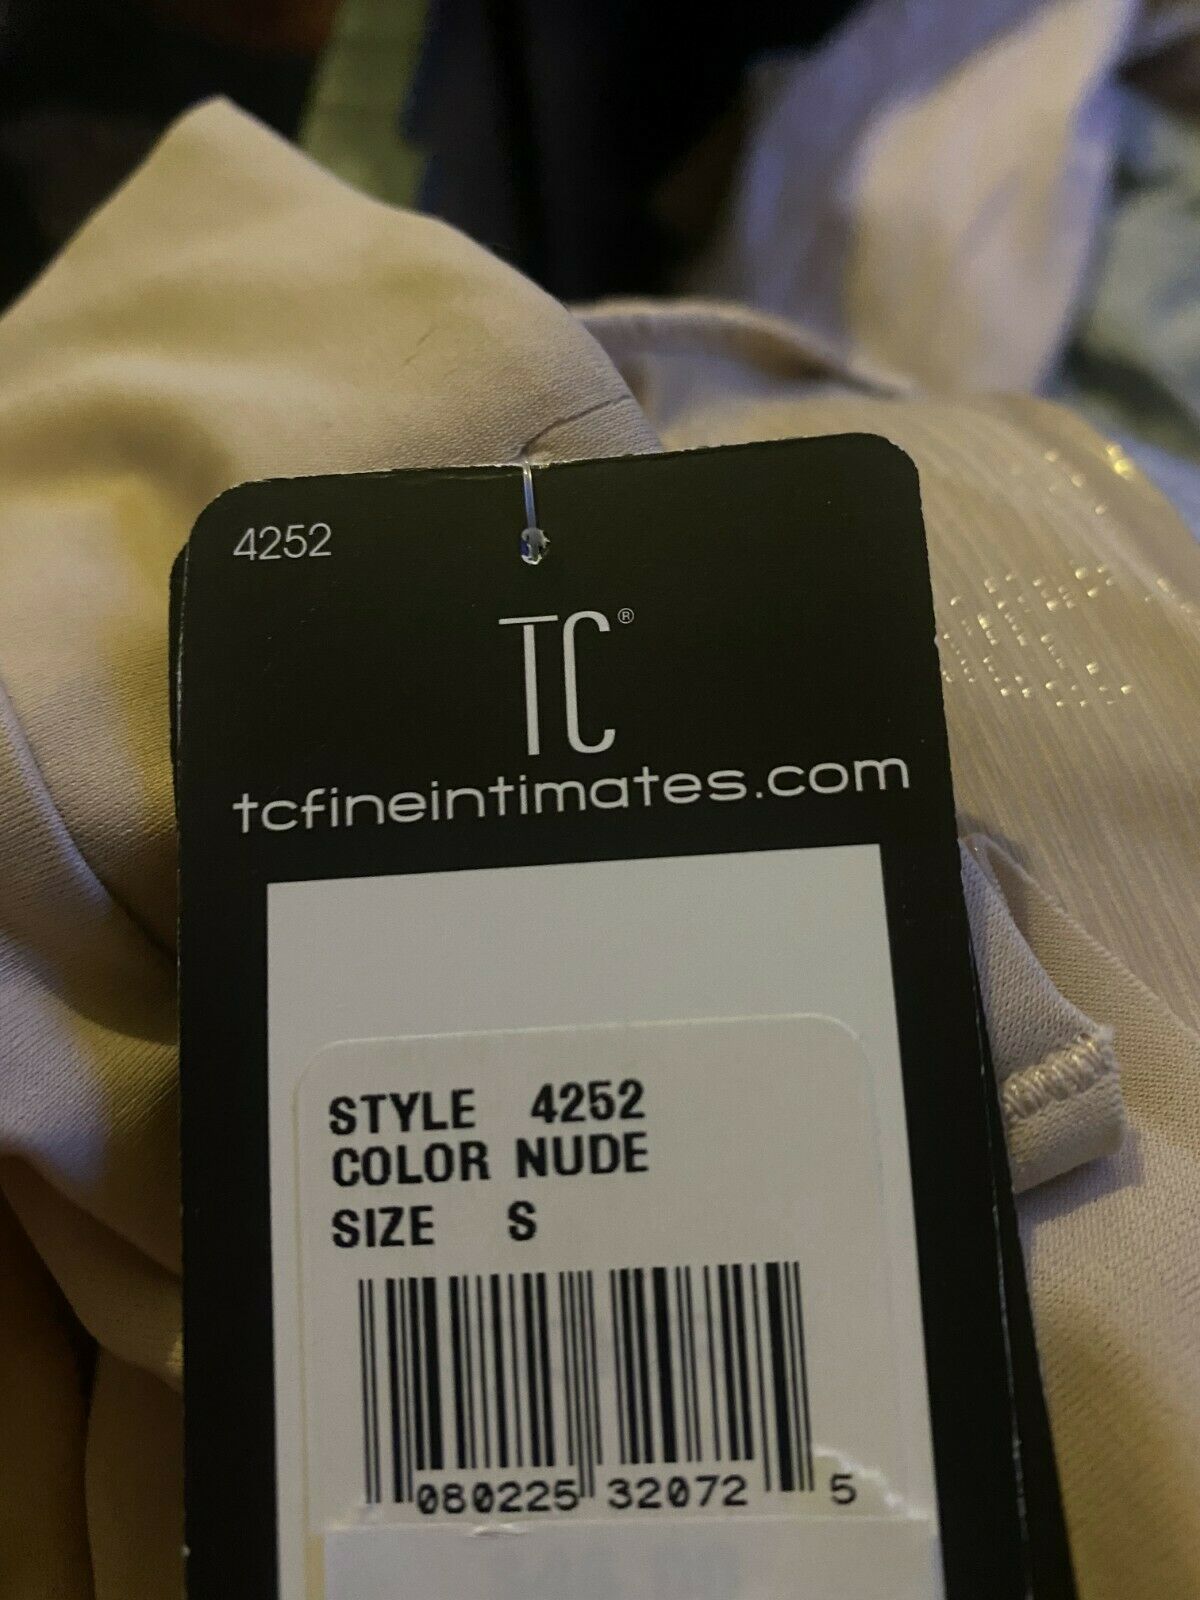 4252
TC®
tcfineintimates.com
STYLE 4252
COLOR NUDE
SIZE S
080225 32072 5